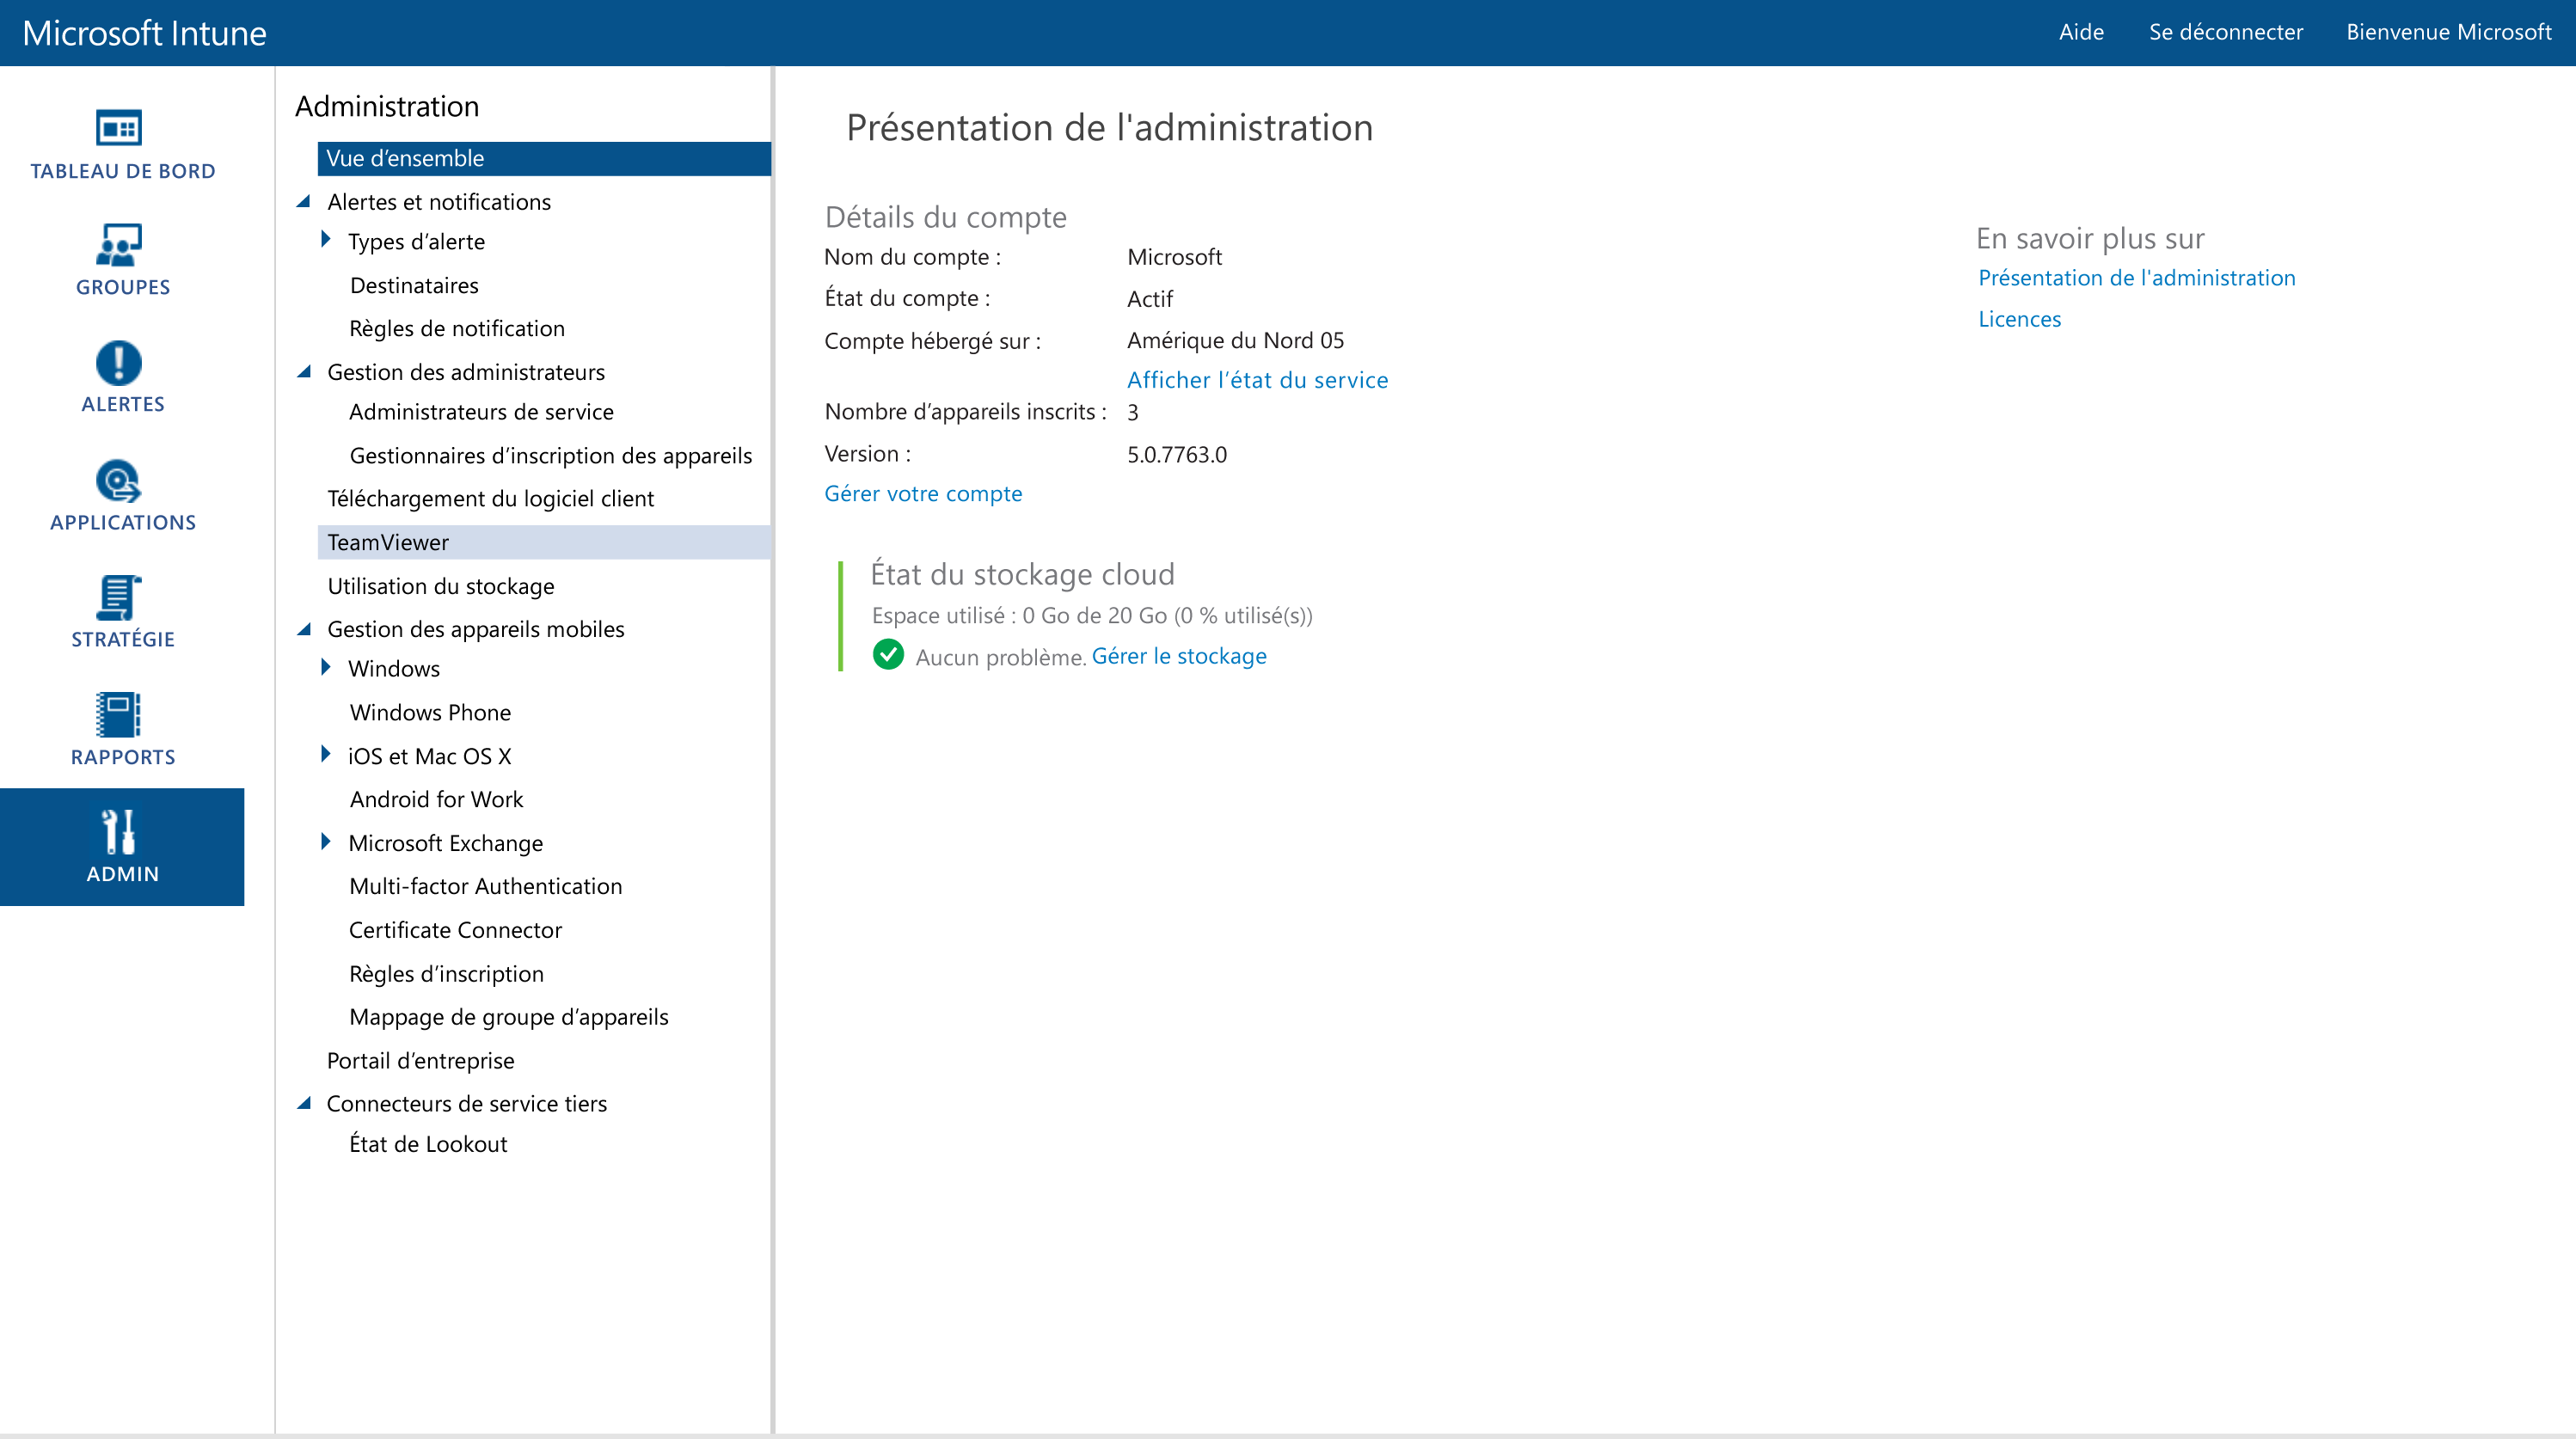 Microsoft Intune
Aide
Se déconnecter
Bienvenue Microsoft
TABLEAU DE BORD
GROUPES
ALERTES
APPLICATIONS
STRATÉGIE
RAPPORTS
ADMIN
Administration
Vue d’ensemble
Alertes et notifications
Types d’alerte
Destinataires
Règles de notification
Gestion des administrateurs
Administrateurs de service
Gestionnaires d’inscription des appareils
Téléchargement du logiciel client
TeamViewer
Utilisation du stockage
Gestion des appareils mobiles
Windows
Windows Phone
iOS et Mac OS X
Android for Work
Microsoft Exchange
Multi-factor Authentication
Certificate Connector
Règles d’inscription
Mappage de groupe d’appareils
Portail d’entreprise
Connecteurs de service tiers
État de Lookout
Présentation de l'administration
Détails du compte
Nom du compte : Microsoft
État du compte : Actif
Compte hébergé sur : Amérique du Nord 05
Afficher l’état du service
Nombre d’appareils inscrits : 3
Version : 5.0.7763.0
Gérer votre compte
État du stockage cloud
Espace utilisé : 0 Go de 20 Go (0 % utilisé(s))
Aucun problème. Gérer le stockage
En savoir plus sur
Présentation de l'administration
Licences